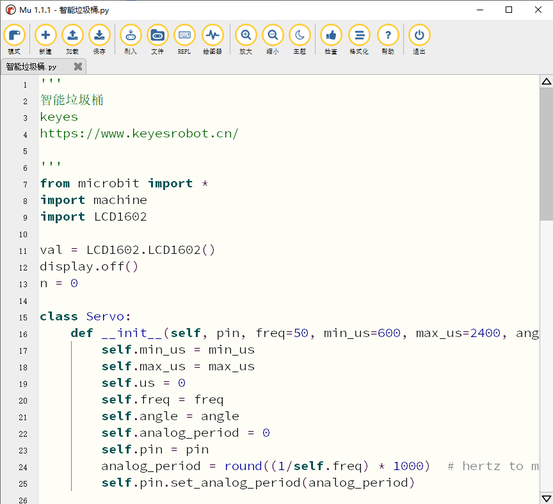 Mu 1.1.1 - 智能垃圾桶.py
模式 新建 加载 保存 刷入 文件 REPL 绘图器 放大 缩小 主题 检查 格式化 帮助 退出
智能垃圾桶.py
1 '''
2 智能垃圾桶
3 keyes
4 https://www.keyesrobot.cn/
5
6 '''
7 from microbit import *
8 import machine
9 import LCD1602
10
11 val = LCD1602.LCD1602()
12 display.off()
13 n = 0
14
15 class Servo:
16 def __init__(self, pin, freq=50, min_us=600, max_us=2400, ang
17 self.min_us = min_us
18 self.max_us = max_us
19 self.us = 0
20 self.freq = freq
21 self.angle = angle
22 self.analog_period = 0
23 self.pin = pin
24 analog_period = round((1/self.freq) * 1000)  # hertz to m
25 self.pin.set_analog_period(analog_period)
26